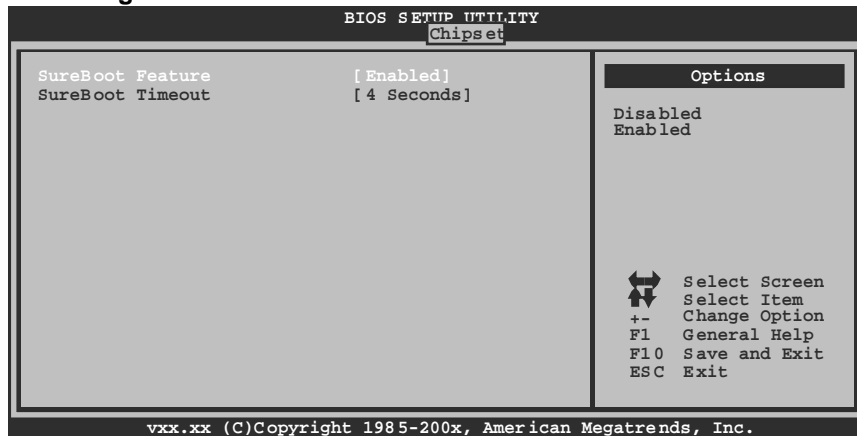 BIOS SETUP UTILITY
Chipset
SureBoot Feature [Enabled]
SureBoot Timeout [4 Seconds]
Options
Disabled
Enabled
Select Screen
Select Item
+- Change Option
F1 General Help
F10 Save and Exit
ESC Exit
vxx.xx (C)Copyright 1985-200x, American Megatrends, Inc.